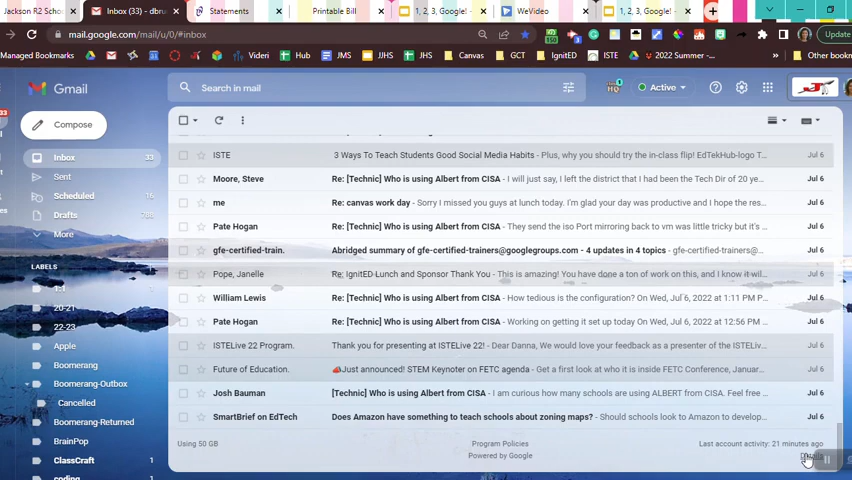 Jackson R2 Scho
Inbox (33) - dbru
Statements
Printable Bill
1, 2, 3, Google! -
WeVideo
1, 2, 3, Google! -
mail.google.com/mail/u/0/#inbox
Update
Videri
Hub
JMS
JJHS
JHS
Canvas
GCT
IgnitED
ISTE
2022 Summer -...
Other bookm
Gmail
Search in mail
HQ
Active
Compose
Inbox 33
Sent
Scheduled 16
Drafts
More
LABELS
1:1
20-21
22-23
Apple
Boomerang
Boomerang-Outbox
Cancelled
Boomerang-Returned
BrainPop
ClassCraft 1
coding
ISTE 3 Ways To Teach Students Good Social Media Habits - Plus, why you should try the in-class flip! EdTekHub-logo T... Jul 6
Moore, Steve Re: [Technic] Who is using Albert from CISA - I will just say, I left the district that I had been the Tech Dir of 20 ye... Jul 6
me Re: canvas work day - Sorry I missed you guys at lunch today. I'm glad your day was productive and I hope the res... Jul 6
Pate Hogan Re: [Technic] Who is using Albert from CISA - They send the iso Port mirroring back to vm was little tricky but it's... Jul 6
gfe-certified-train. Abridged summary of gfe-certified-trainers@googlegroups.com - 4 updates in 4 topics - gfe-certified-trainers@... Jul 6
Pope, Janelle Re: IgnitED-Lunch and Sponsor Thank You - This is amazing! You have done a ton of work on this, and I know it wil... Jul 6
William Lewis Re: [Technic] Who is using Albert from CISA - How tedious is the configuration? On Wed, Jul 6, 2022 at 1:11 PM P... Jul 6
Pate Hogan Re: [Technic] Who is using Albert from CISA - Working on getting it set up today On Wed, Jul 6, 2022 at 12:56 PM ... Jul 6
ISTELive 22 Program. Thank you for presenting at ISTELive 22! - Dear Danna, We would love your feedback as a presenter of the ISTELiv... Jul 6
Future of Education. Just announced! STEM Keynoter on FETC agenda - Get a first look at who it is inside FETC Conference, Januar... Jul 6
Josh Bauman [Technic] Who is using Albert from CISA - I am curious how many schools are using ALBERT from CISA. Feel free ... Jul 6
SmartBrief on EdTech Does Amazon have something to teach schools about zoning maps? - Should schools look to Amazon to develop... Jul 6
Using 50 GB
Program Policies
Powered by Google
Last account activity: 21 minutes ago
Details